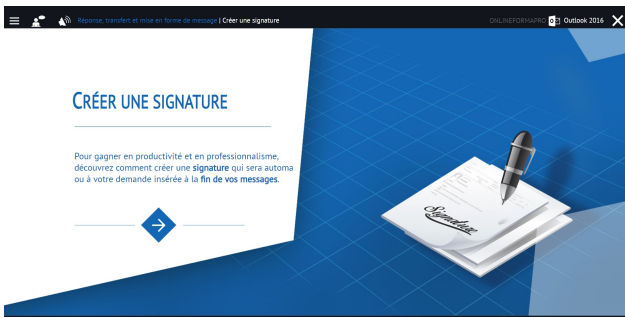 Réponse, transfert et mise en forme de message | Créer une signature
ONLINEFORMAPRO Outlook 2016
CRÉER UNE SIGNATURE
Pour gagner en productivité et en professionnalisme,
découvrez comment créer une signature qui sera automa
ou à votre demande insérée à la fin de vos messages.
Signature